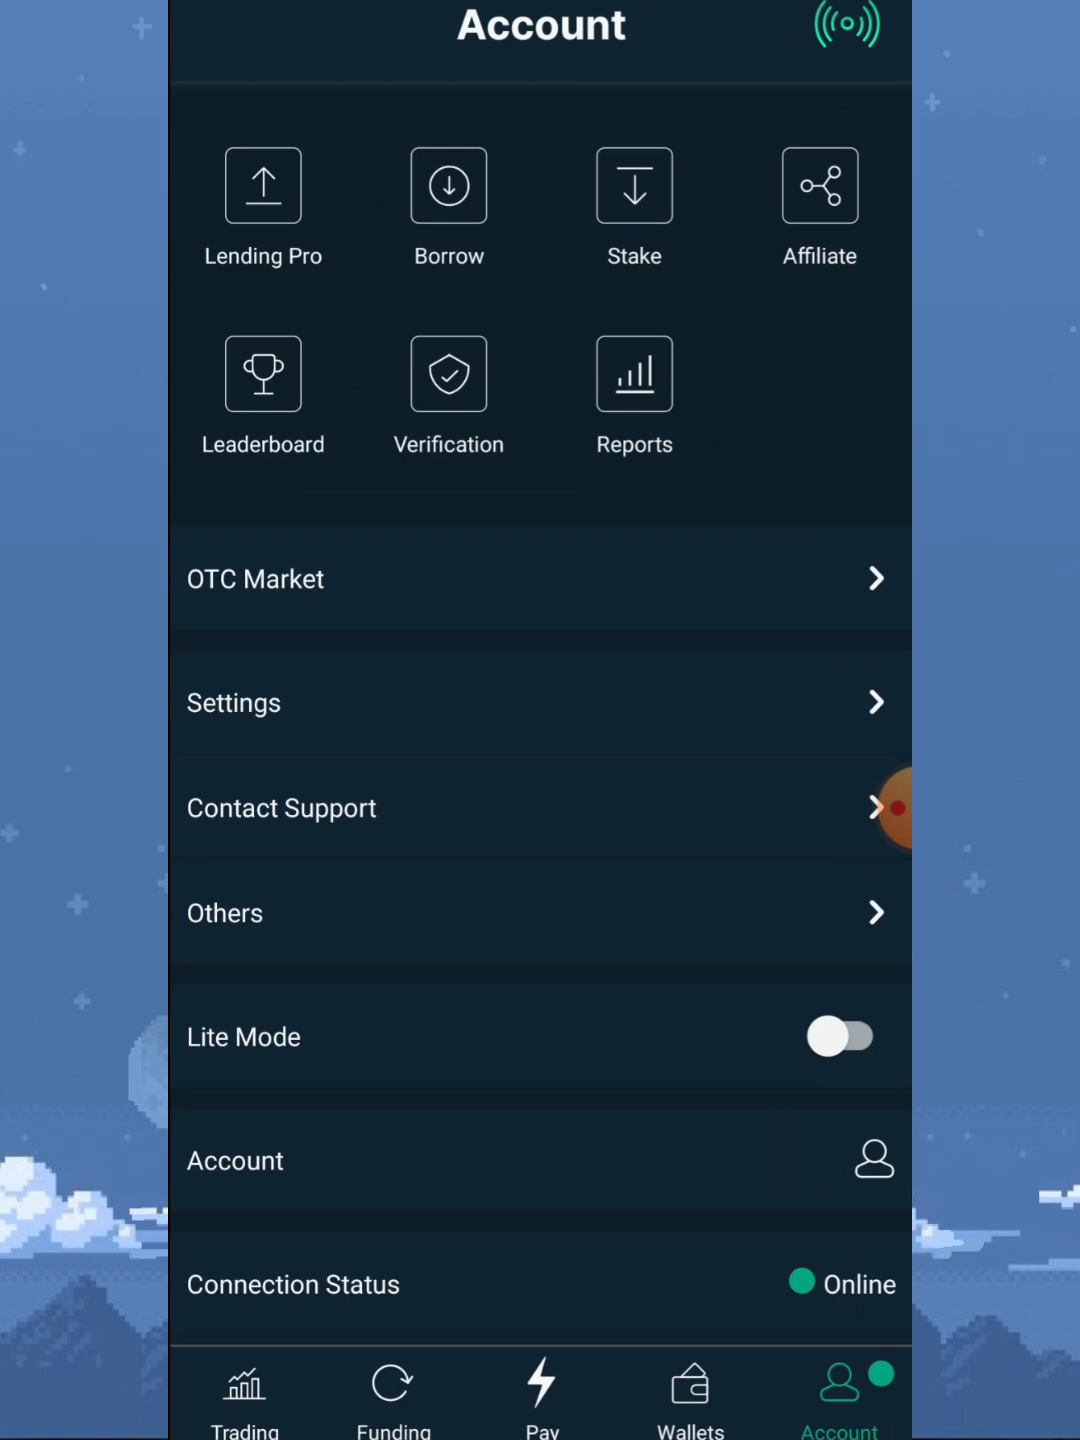 Account
Lending Pro
Borrow
Stake
Affiliate
Leaderboard
Verification
Reports
OTC Market
Settings
Contact Support
Others
Lite Mode
Account
Connection Status
Online
Trading
Funding
Pay
Wallets
Account